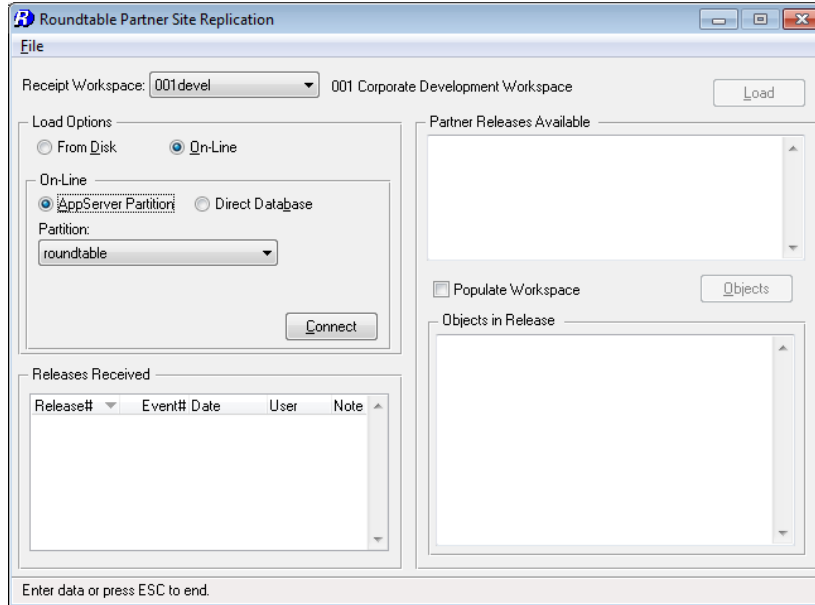 Roundtable Partner Site Replication
File
Receipt Workspace: 001devel 001 Corporate Development Workspace Load
Load Options
From Disk On-Line
On-Line
AppServer Partition Direct Database
Partition:
roundtable
Connect
Releases Received
Release# Event# Date User Note
Partner Releases Available
Populate Workspace Objects
Objects in Release
Enter data or press ESC to end.